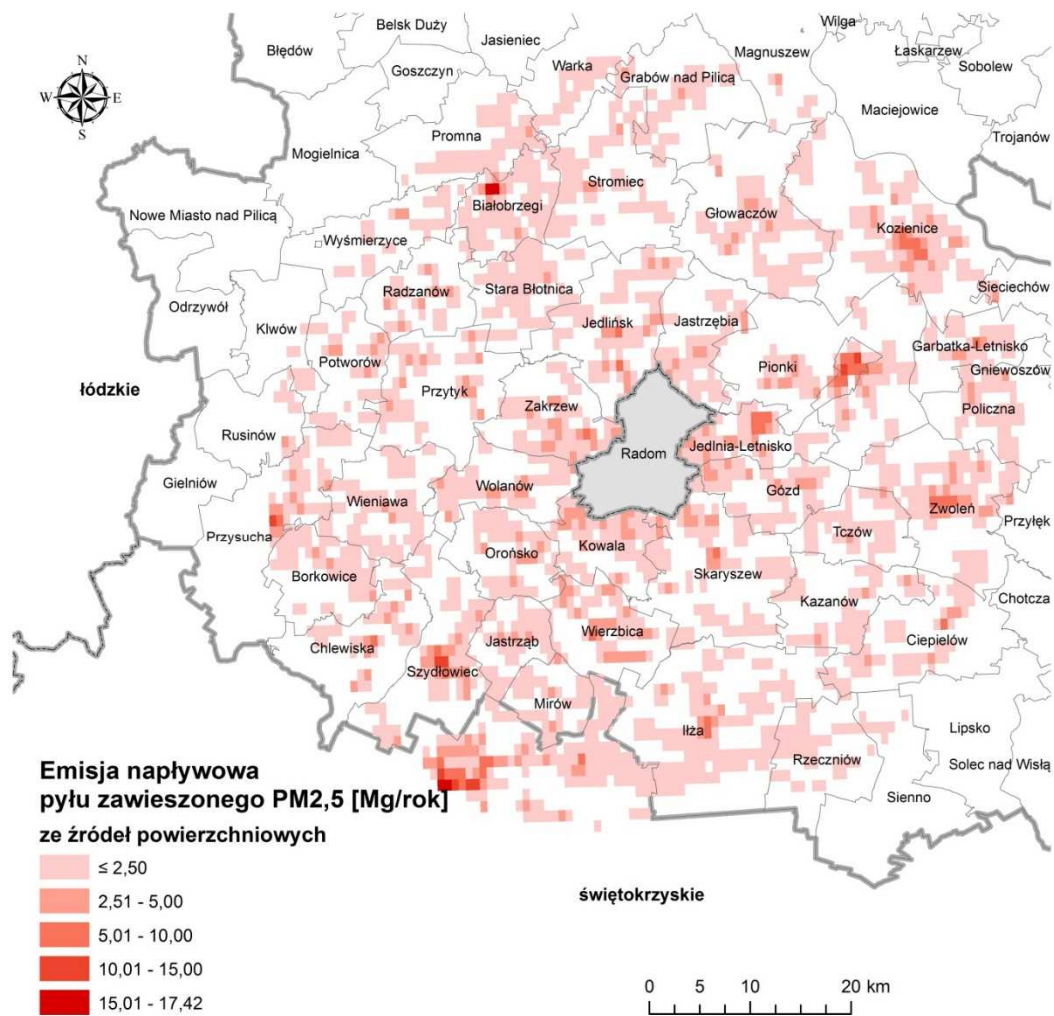 Belsk Duży
Wilga
Błędów
Jasieniec
Magnuszew
Łaskarzew
Goszczyn
Warka
Grabów nad Pilicą
Sobolew
N
W E
S
Maciejowice
Promna
Trojanów
Mogielnica
Stromiec
Białobrzegi
Nowe Miasto nad Pilicą
Głowaczów
Kozienice
Wyśmierzyce
Radzanów
Stara Błotnica
Sieciechów
Odrzywół
Klwów
Jedlińsk
Jastrzębia
Garbatka-Letnisko
Potworów
Pionki
Gniewoszów
łódzkie
Przytyk
Zakrzew
Policzna
Rusinów
Radom
Jedlnia-Letnisko
Gielniów
Wolanów
Gózd
Wieniawa
Zwoleń
Przyłęk
Przysucha
Tczów
Orońsko
Kowala
Borkowice
Skaryszew
Kazanów
Chotcza
Chlewiska
Jastrząb
Wierzbica
Ciepielów
Szydłowiec
Mirów
Iłża
Lipsko
Rzeczniów
Solec nad Wisłą
Sienno
Emisja napływowa
pyłu zawieszonego PM2,5 [Mg/rok]
ze źródeł powierzchniowych
≤ 2,50
2,51 - 5,00
5,01 - 10,00
10,01 - 15,00
15,01 - 17,42
świętokrzyskie
0 5 10 20 km